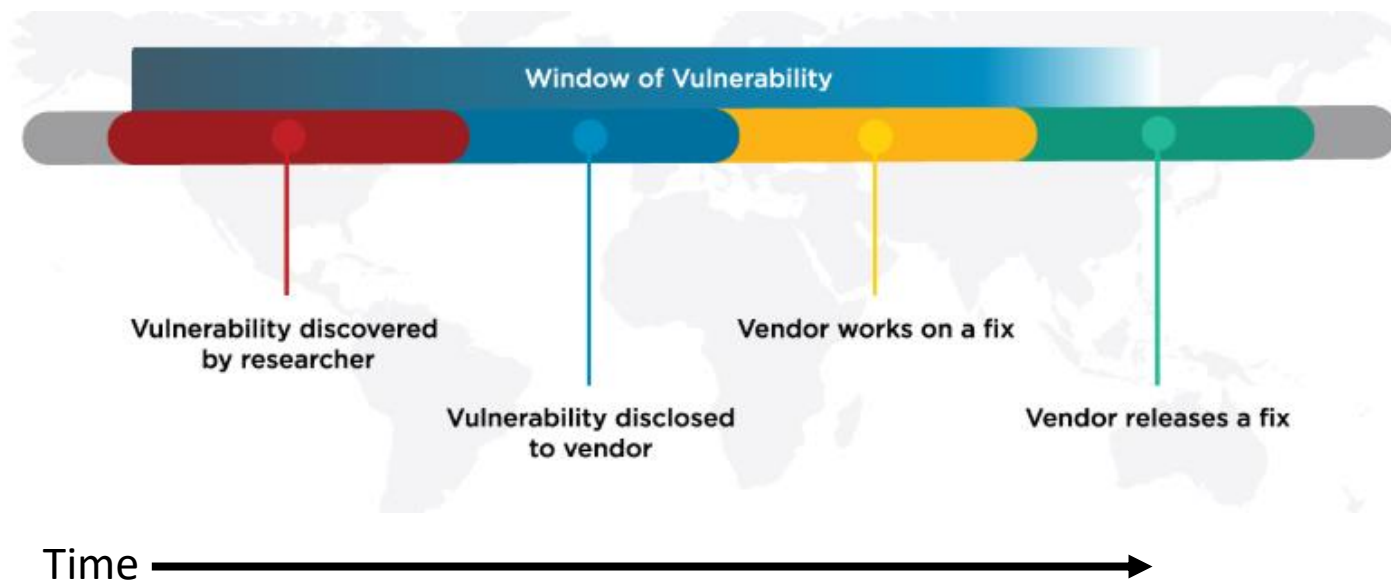 Window of Vulnerability
Vulnerability discovered
by researcher
Vulnerability disclosed
to vendor
Vendor works on a fix
Vendor releases a fix
Time